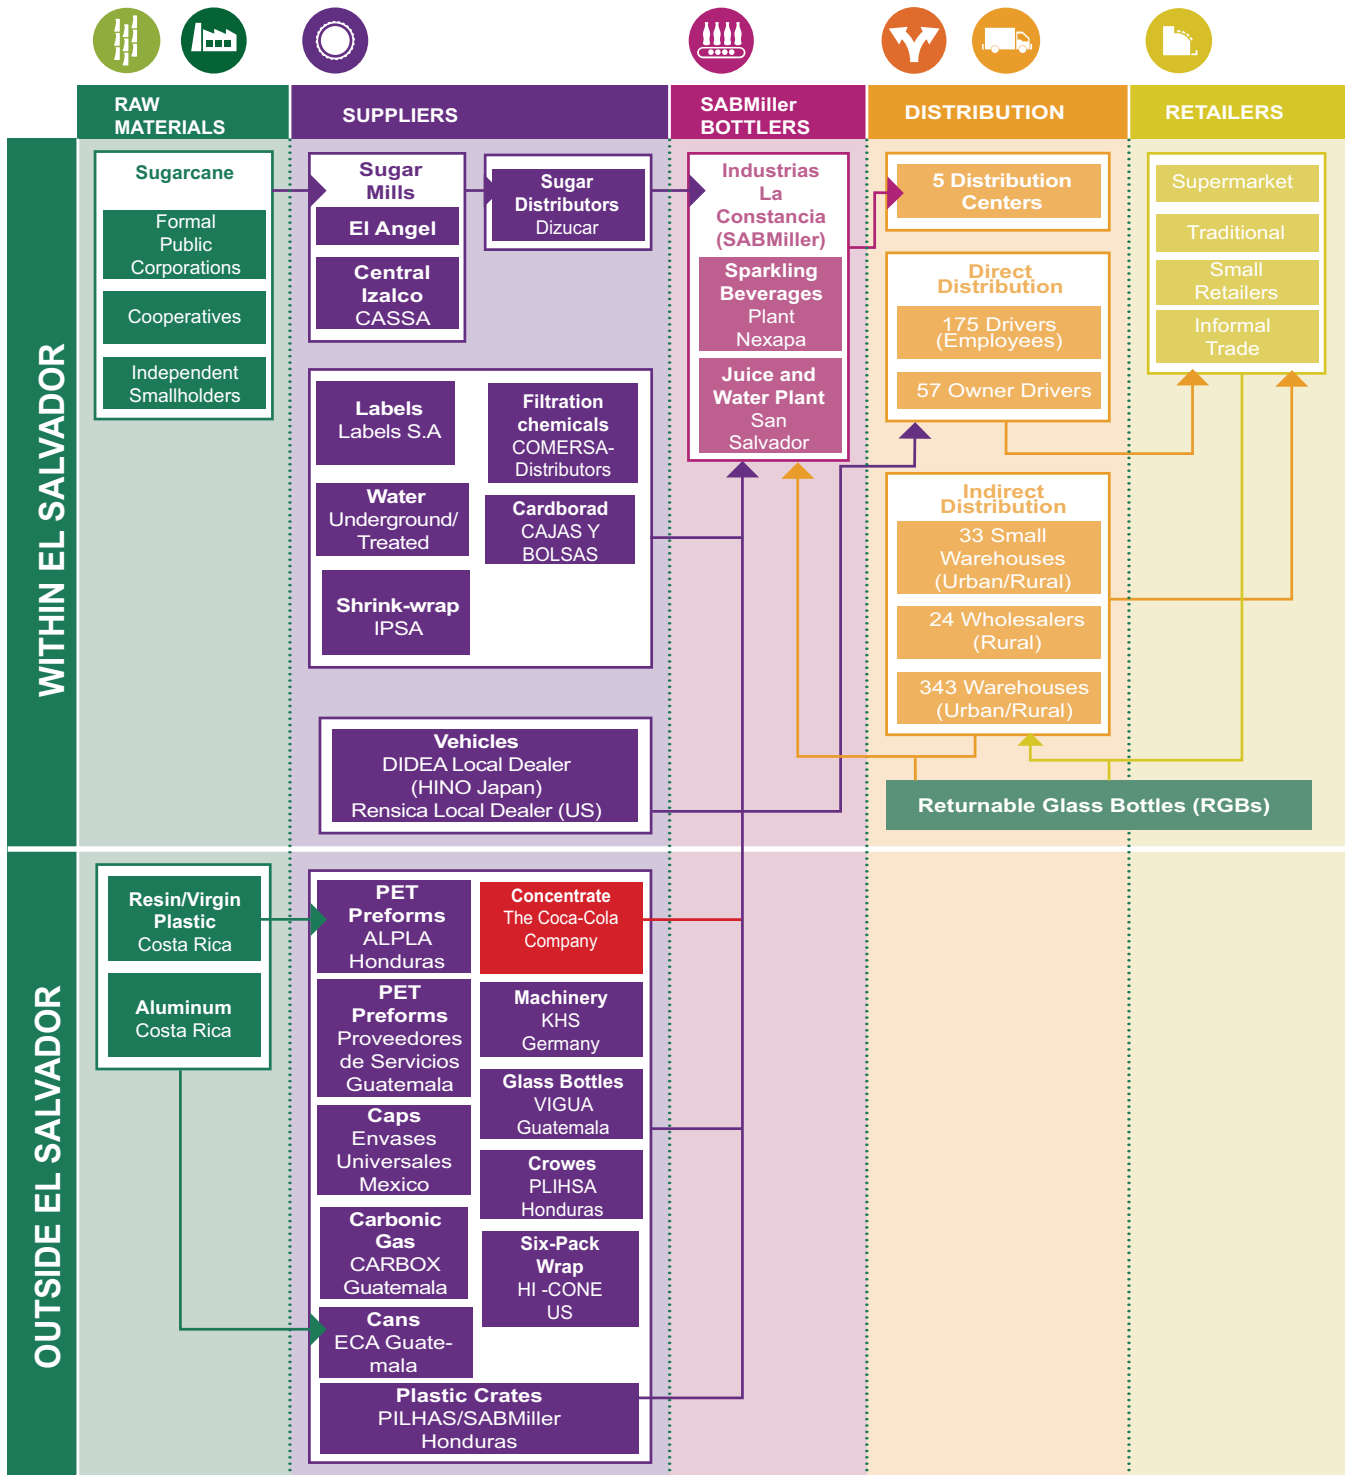 RAW
MATERIALS
SUPPLIERS
SABMiller
BOTTLERS
DISTRIBUTION
RETAILERS
WITHIN EL SALVADOR
Sugarcane
Formal
Public
Corporations
Cooperatives
Independent
Smallholders
Sugar
Mills
El Angel
Central
Izalco
CASSA
Sugar
Distributors
Dizucar
Labels
Labels S.A
Water
Underground/
Treated
Shrink-wrap
IPSA
Filtration
chemicals
COMERSA-
Distributors
Cardborad
CAJAS Y
BOLSAS
Vehicles
DIDEA Local Dealer
(HINO Japan)
Rensica Local Dealer (US)
Industrias
La
Constancia
(SABMiller)
Sparkling
Beverages
Plant
Nexapa
Juice and
Water Plant
San
Salvador
5 Distribution
Centers
Direct
Distribution
175 Drivers
(Employees)
57 Owner Drivers
Indirect
Distribution
33 Small
Warehouses
(Urban/Rural)
24 Wholesalers
(Rural)
343 Warehouses
(Urban/Rural)
Supermarket
Traditional
Small
Retailers
Informal
Trade
Returnable Glass Bottles (RGBs)
OUTSIDE EL SALVADOR
Resin/Virgin
Plastic
Costa Rica
Aluminum
Costa Rica
PET
Preforms
ALPLA
Honduras
PET
Preforms
Proveedores
de Servicios
Guatemala
Caps
Envases
Universales
Mexico
Carbonic
Gas
CARBOX
Guatemala
Cans
ECA Guate-
mala
Concentrate
The Coca-Cola
Company
Machinery
KHS
Germany
Glass Bottles
VIGUA
Guatemala
Crowes
PLIHSA
Honduras
Six-Pack
Wrap
HI -CONE
US
Plastic Crates
PILHAS/SABMiller
Honduras